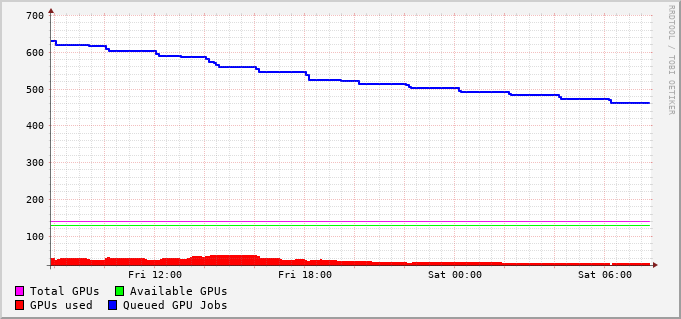 700
600
500
400
300
200
100
Fri 12:00 Fri 18:00 Sat 00:00 Sat 06:00
Total GPUs Available GPUs
GPUs used Queued GPU Jobs
RRDTOOL / TOBI OETIKER